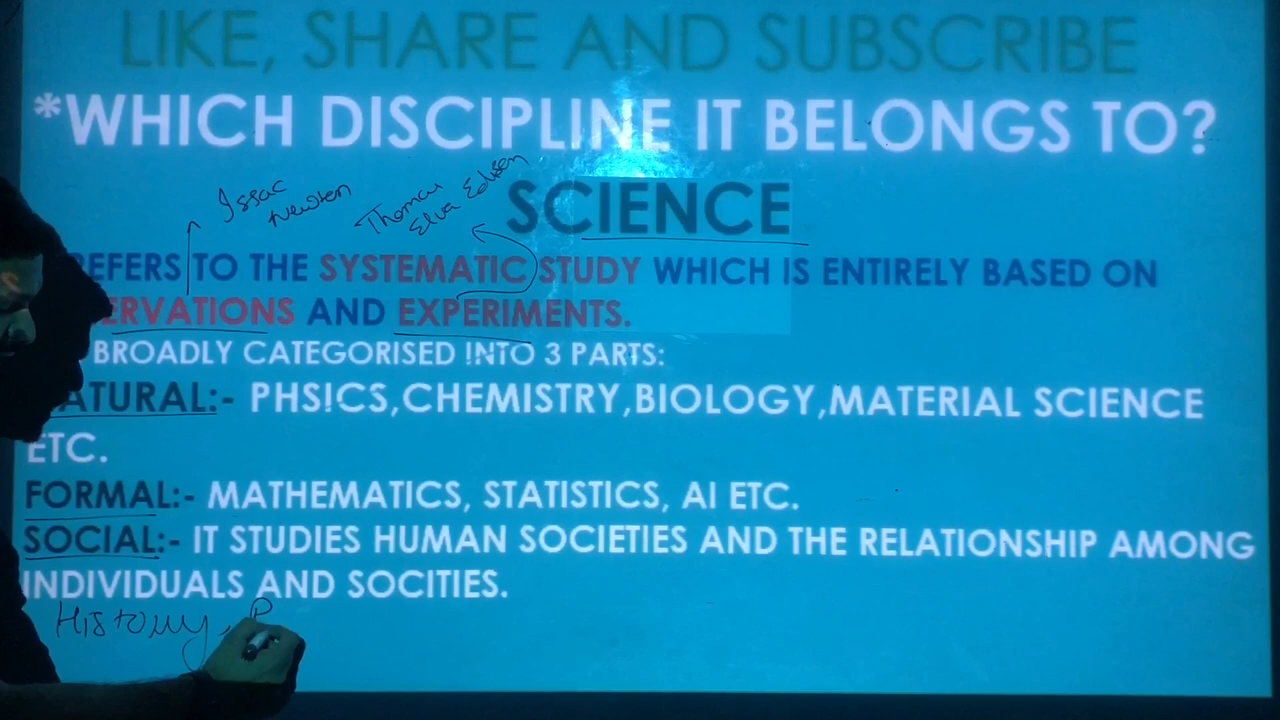 LIKE, SHARE AND SUBSCRIBE
*WHICH DISCIPLINE IT BELONGS TO?
Issac
Newton
Thomas
Elva Edison
SCIENCE
EFERS TO THE SYSTEMATIC STUDY WHICH IS ENTIRELY BASED ON
ERVATIONS AND EXPERIMENTS.
BROADLY CATEGORISED INTO 3 PARTS:
ATURAL:- PHSICS,CHEMISTRY,BIOLOGY,MATERIAL SCIENCE
ETC.
FORMAL:- MATHEMATICS, STATISTICS, AI ETC.
SOCIAL:- IT STUDIES HUMAN SOCIETIES AND THE RELATIONSHIP AMONG
INDIVIDUALS AND SOCITIES.
History, P